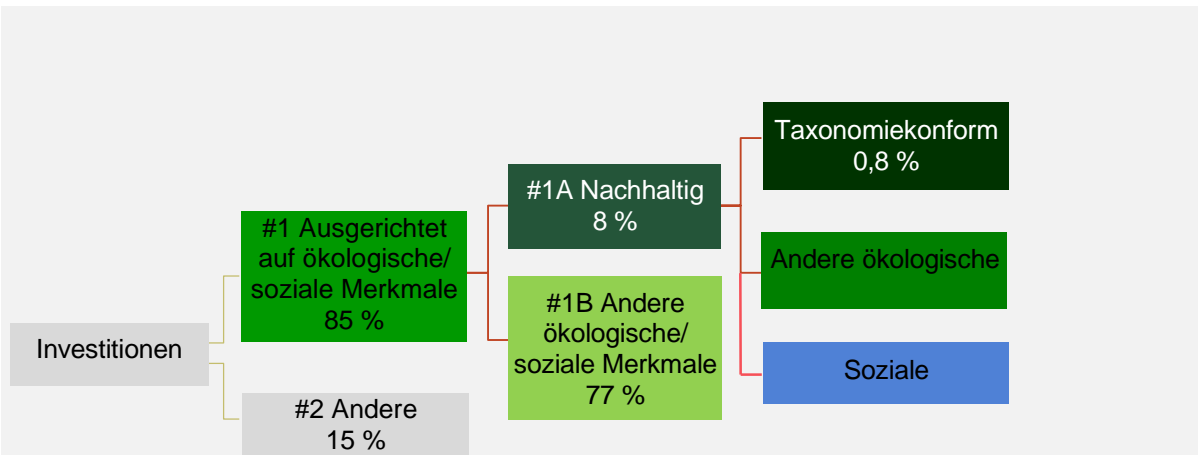 Investitionen
#1 Ausgerichtet
auf ökologische/
soziale Merkmale
85 %
#2 Andere
15 %
#1A Nachhaltig
8 %
#1B Andere
ökologische/
soziale Merkmale
77 %
Taxonomiekonform
0,8 %
Andere ökologische
Soziale